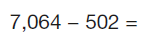 7,064 – 502 =